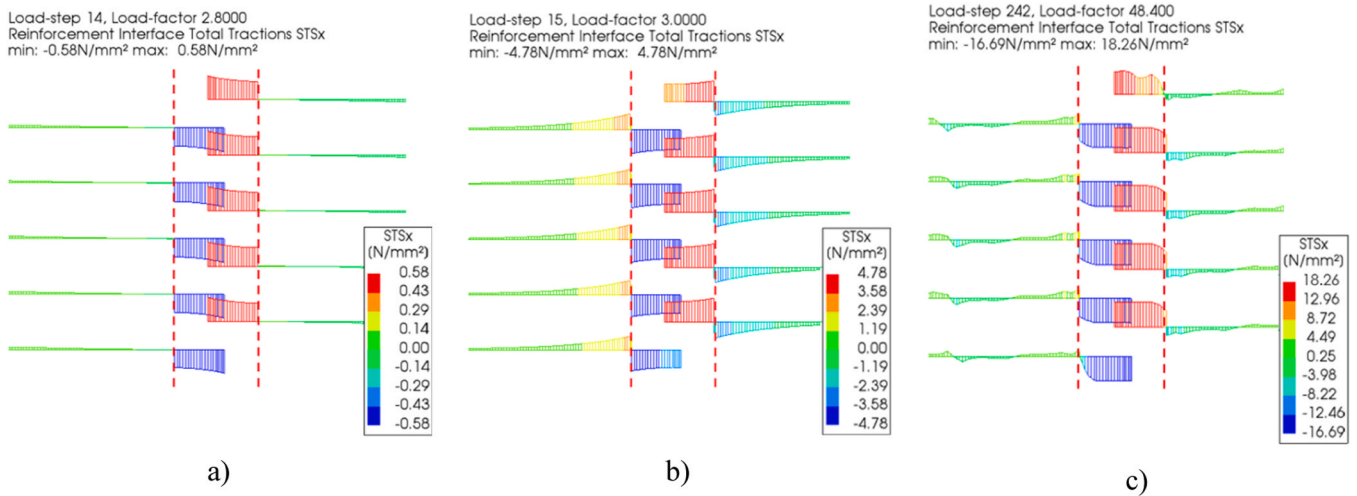 Load-step 14, Load-factor 2.8000
Reinforcement Interface Total Tractions STSx
min: -0.58N/mm² max: 0.58N/mm²
STSx
(N/mm²)
0.58
0.43
0.29
0.14
0.00
-0.14
-0.29
-0.43
-0.58
a)
Load-step 15, Load-factor 3.0000
Reinforcement Interface Total Tractions STSx
min: -4.78N/mm² max: 4.78N/mm²
STSx
(N/mm²)
4.78
3.58
2.39
1.19
0.00
-1.19
-2.39
-3.58
-4.78
b)
Load-step 242, Load-factor 48.400
Reinforcement Interface Total Tractions STSx
min: -16.69N/mm² max: 18.26N/mm²
STSx
(N/mm²)
18.26
12.96
8.72
4.49
0.25
-3.98
-8.22
-12.46
-16.69
c)